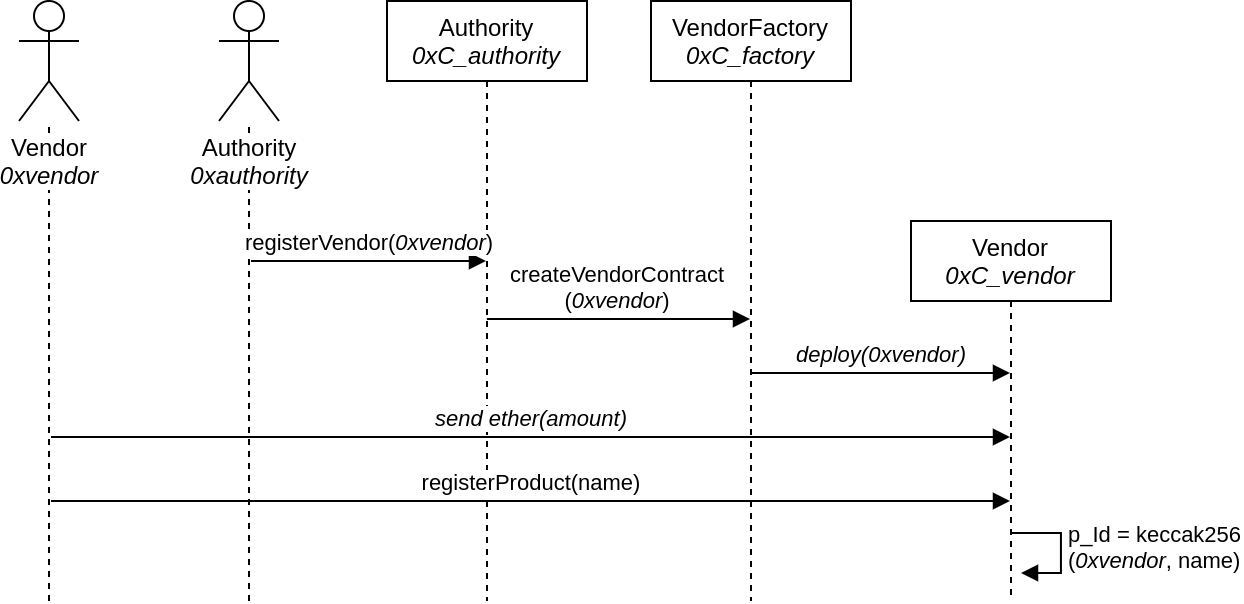 Authority
0xC_authority
VendorFactory
0xC_factory
Vendor
0xvendor
Authority
0xauthority
registerVendor(0xvendor)
Vendor
0xC_vendor
createVendorContract
(0xvendor)
deploy(0xvendor)
send ether(amount)
registerProduct(name)
p_Id = keccak256
(0xvendor, name)